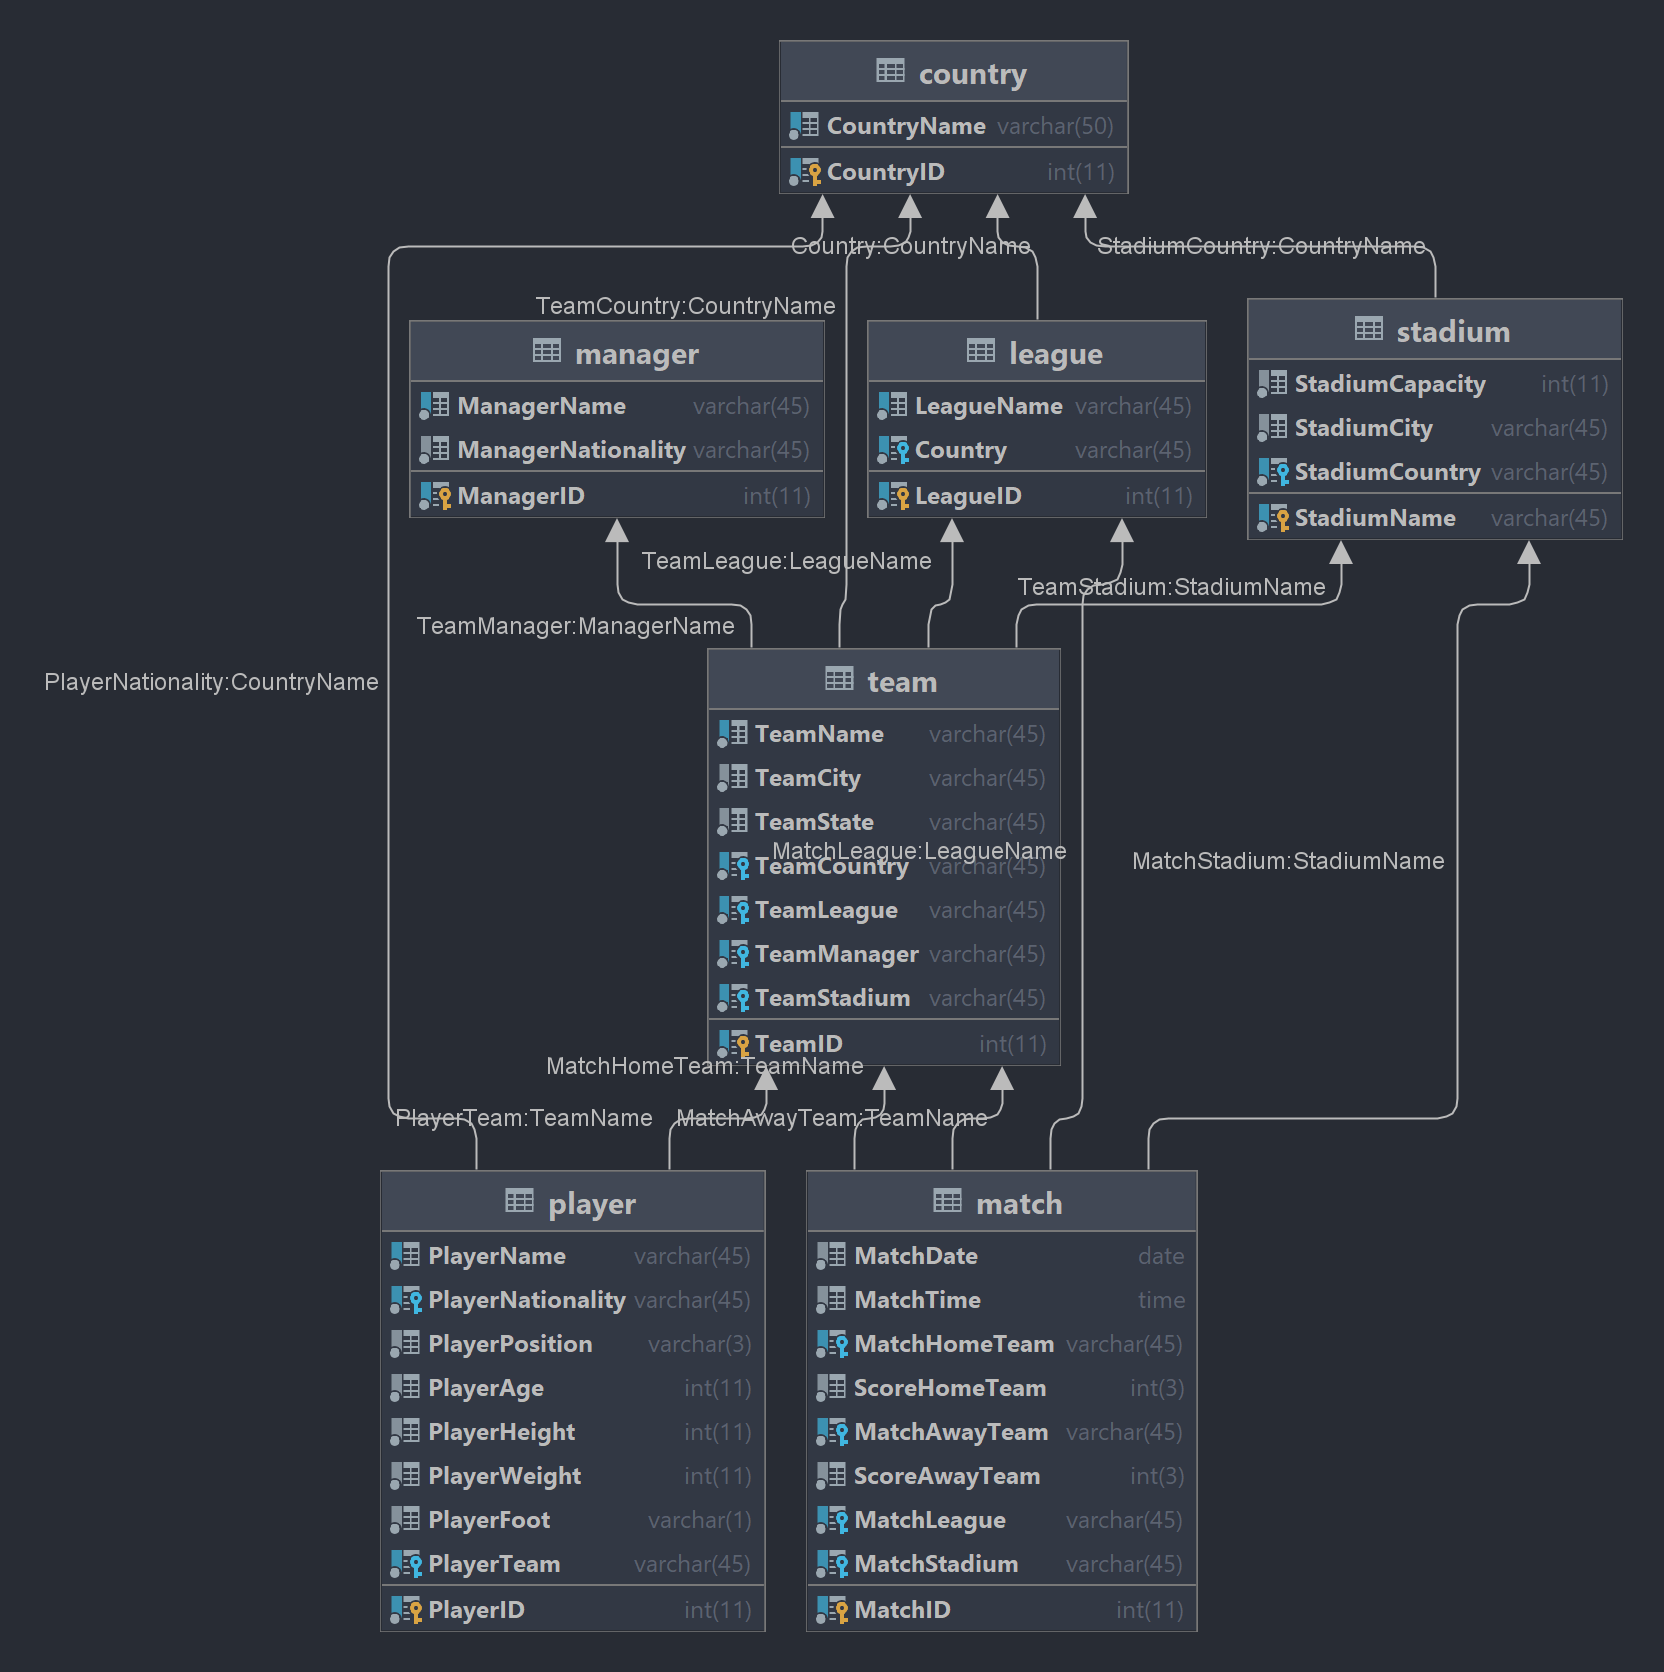 country
CountryName varchar(50)
CountryID int(11)
Country:CountryName
StadiumCountry:CountryName
TeamCountry:CountryName
manager
ManagerName varchar(45)
ManagerNationality varchar(45)
ManagerID int(11)
league
LeagueName varchar(45)
Country varchar(45)
LeagueID int(11)
stadium
StadiumCapacity int(11)
StadiumCity varchar(45)
StadiumCountry varchar(45)
StadiumName varchar(45)
TeamLeague:LeagueName
TeamStadium:StadiumName
TeamManager:ManagerName
PlayerNationality:CountryName
team
TeamName varchar(45)
TeamCity varchar(45)
TeamState varchar(45)
MatchLeague:LeagueName
TeamCountry varchar(45)
TeamLeague varchar(45)
TeamManager varchar(45)
TeamStadium varchar(45)
TeamID int(11)
MatchStadium:StadiumName
MatchHomeTeam:TeamName
PlayerTeam:TeamName
MatchAwayTeam:TeamName
player
PlayerName varchar(45)
PlayerNationality varchar(45)
PlayerPosition varchar(3)
PlayerAge int(11)
PlayerHeight int(11)
PlayerWeight int(11)
PlayerFoot varchar(1)
PlayerTeam varchar(45)
PlayerID int(11)
match
MatchDate date
MatchTime time
MatchHomeTeam varchar(45)
ScoreHomeTeam int(3)
MatchAwayTeam varchar(45)
ScoreAwayTeam int(3)
MatchLeague varchar(45)
MatchStadium varchar(45)
MatchID int(11)